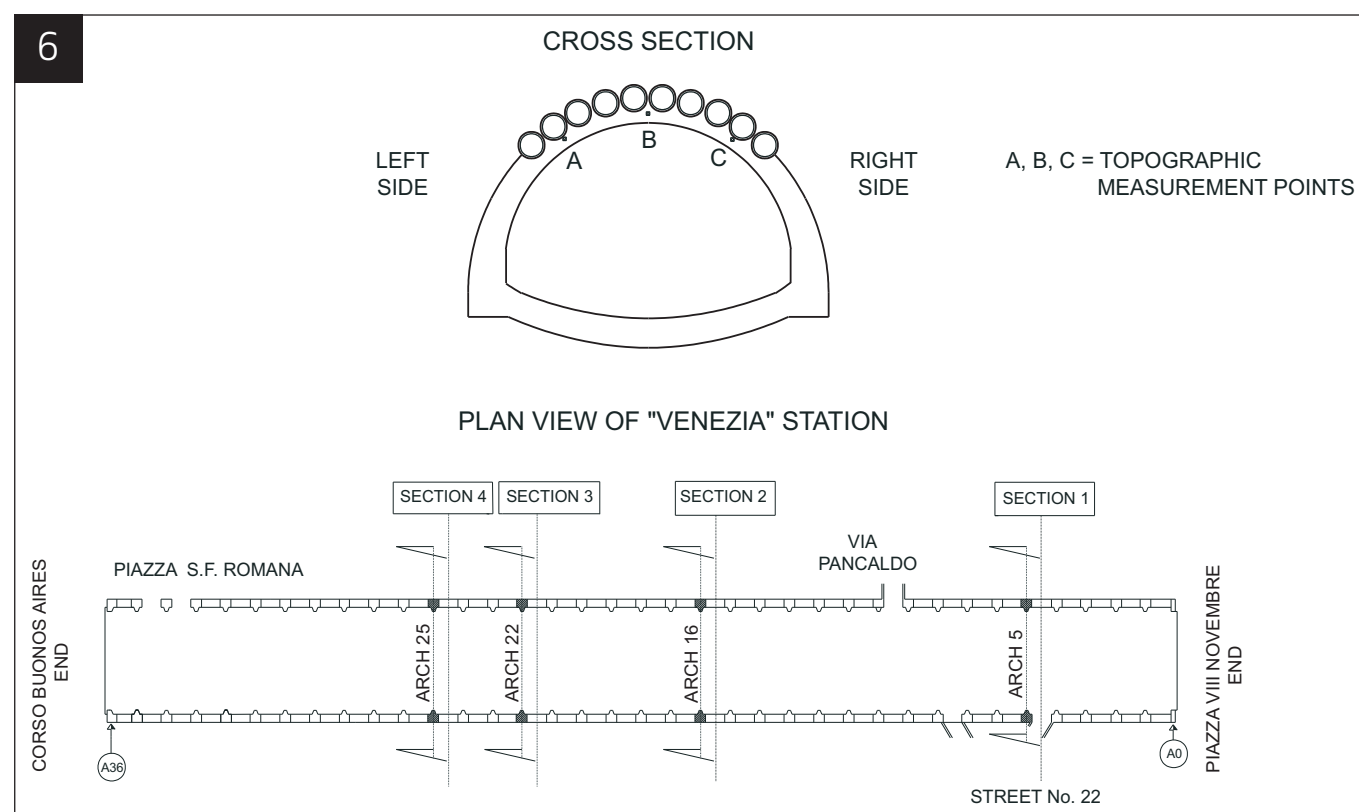 6
CROSS SECTION
LEFT
SIDE
A
B
C
RIGHT
SIDE
A, B, C = TOPOGRAPHIC
MEASUREMENT POINTS
PLAN VIEW OF "VENEZIA" STATION
SECTION 4
SECTION 3
SECTION 2
SECTION 1
PIAZZA S.F. ROMANA
VIA
PANCALDO
CORSO BUONOS AIRES
END
ARCH 25
ARCH 22
ARCH 16
ARCH 5
PIAZZA VIII NOVEMBRE
END
A36
A0
STREET No. 22